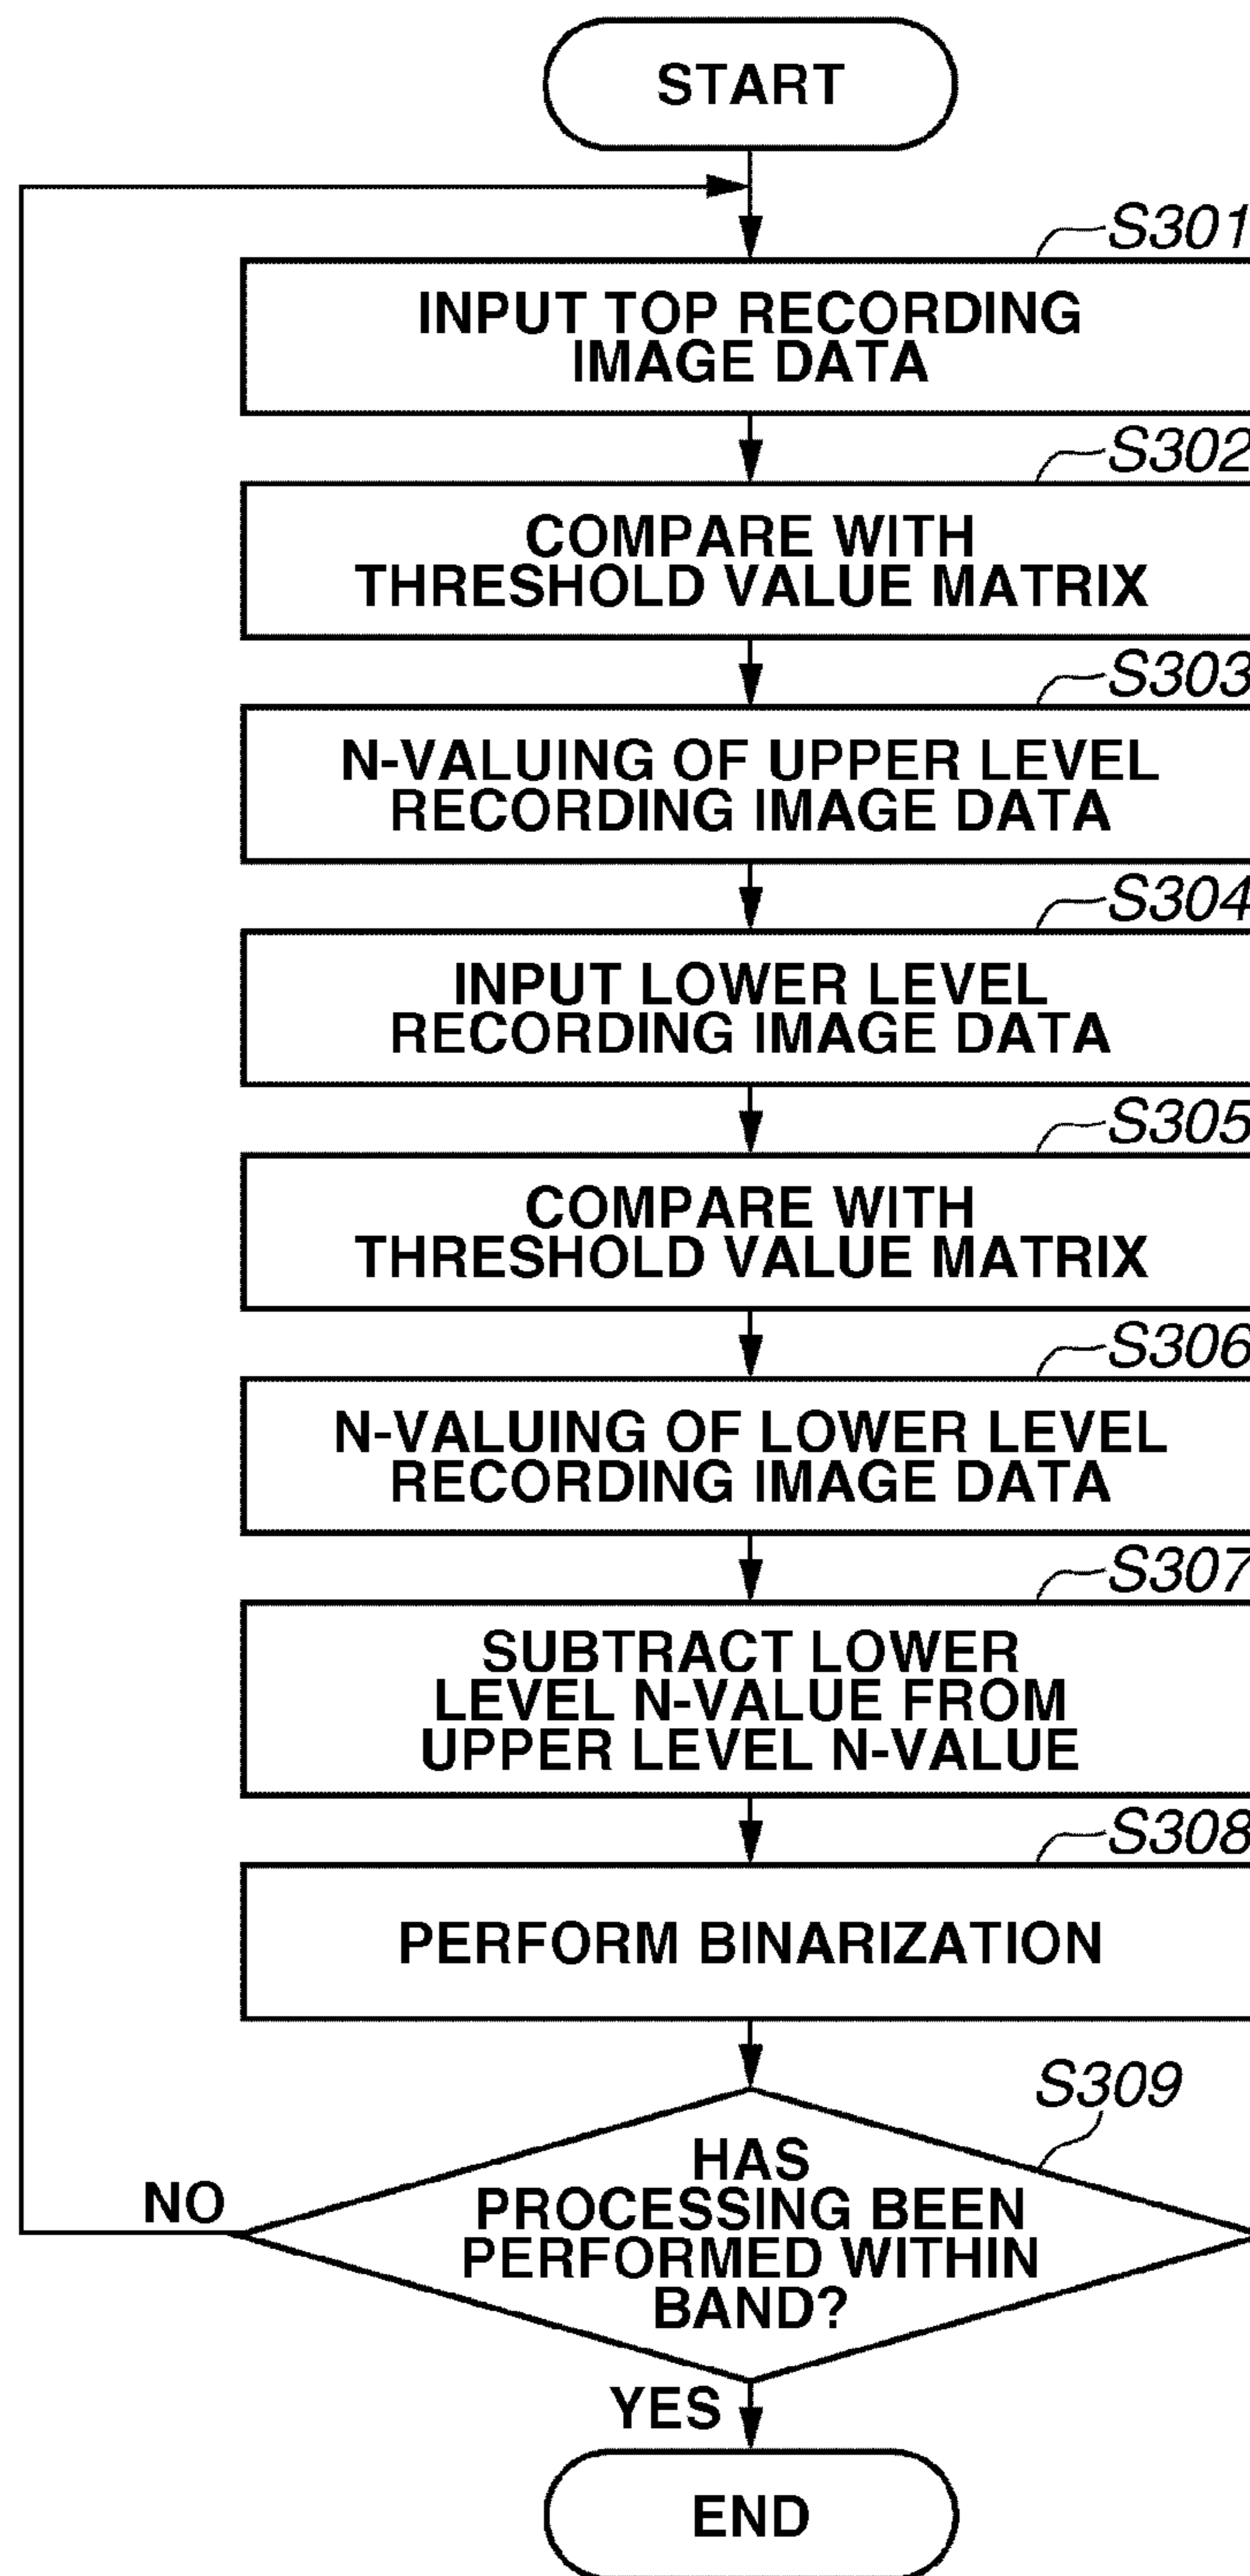 START
S301
INPUT TOP RECORDING
IMAGE DATA
S302
COMPARE WITH
THRESHOLD VALUE MATRIX
S303
N-VALUING OF UPPER LEVEL
RECORDING IMAGE DATA
S304
INPUT LOWER LEVEL
RECORDING IMAGE DATA
S305
COMPARE WITH
THRESHOLD VALUE MATRIX
S306
N-VALUING OF LOWER LEVEL
RECORDING IMAGE DATA
S307
SUBTRACT LOWER
LEVEL N-VALUE FROM
UPPER LEVEL N-VALUE
S308
PERFORM BINARIZATION
S309
HAS
PROCESSING BEEN
PERFORMED WITHIN
BAND?
NO
YES
END